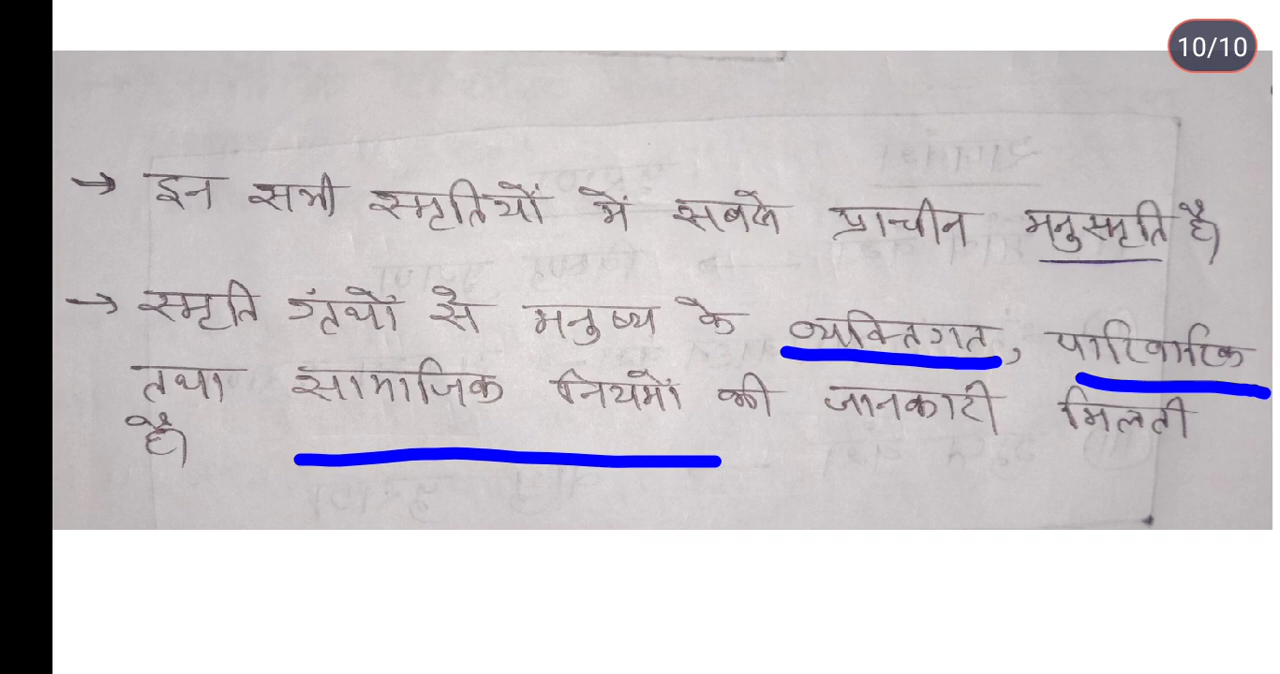 10/10
→ इन सभी स्मृतियों में सबसे प्राचीन मनुस्मृति है।
→ स्मृति ग्रंथों से मनुष्य के व्यक्तिगत, पारिवारिक
तथा सामाजिक नियमों की जानकारी मिलती
है।